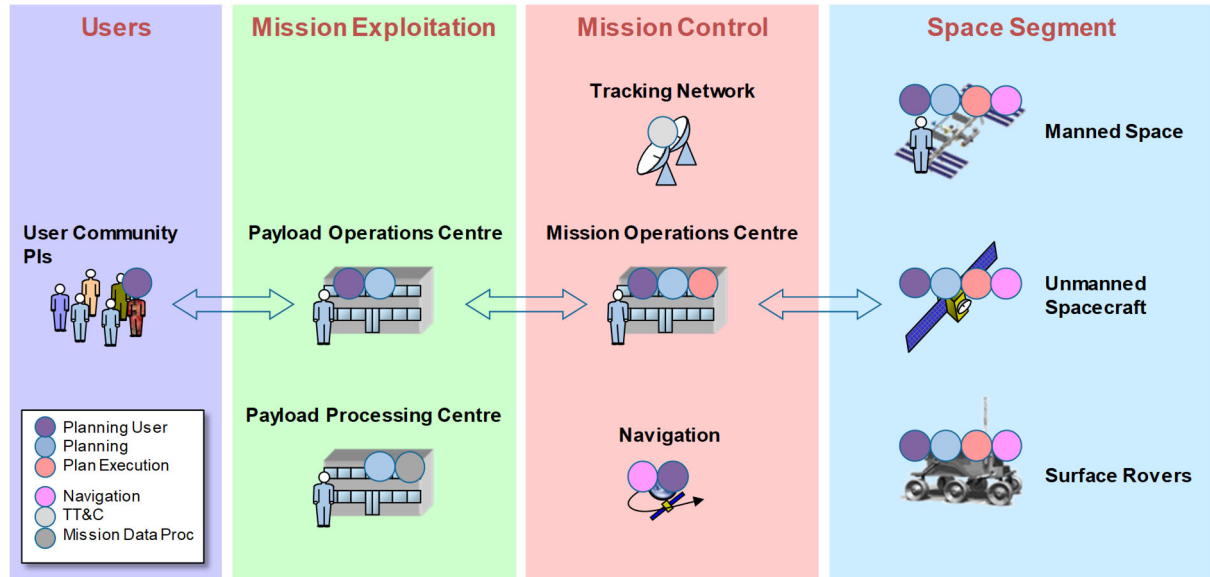 Users
Mission Exploitation
Mission Control
Space Segment
Tracking Network
Manned Space
User Community
PIs
Payload Operations Centre
Mission Operations Centre
Unmanned
Spacecraft
Payload Processing Centre
Navigation
Surface Rovers
Planning User
Planning
Plan Execution
Navigation
TT&C
Mission Data Proc